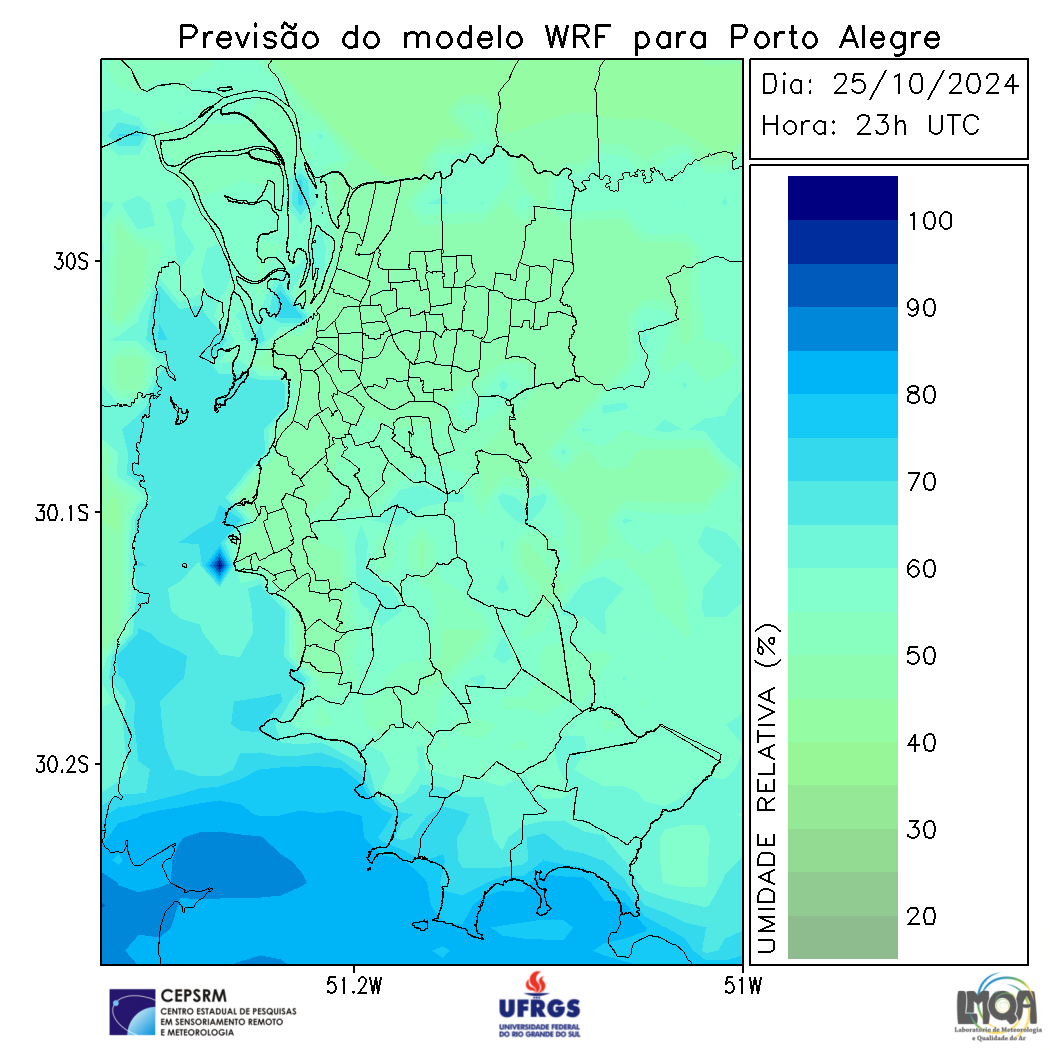 Previsão do modelo WRF para Porto Alegre
Dia: 25/10/2024
Hora: 23h UTC
100
90
80
70
60
50
40
30
20
UMIDADE RELATIVA (%)
30S
30.1S
30.2S
51.2W
51W
CEPSRM
CENTRO ESTADUAL DE PESQUISAS
EM SENSORIAMENTO REMOTO
E METEOROLOGIA
UFRGS
UNIVERSIDADE FEDERAL
DO RIO GRANDE DO SUL
LMQA
Laboratório de Meteorologia
e Qualidade do Ar